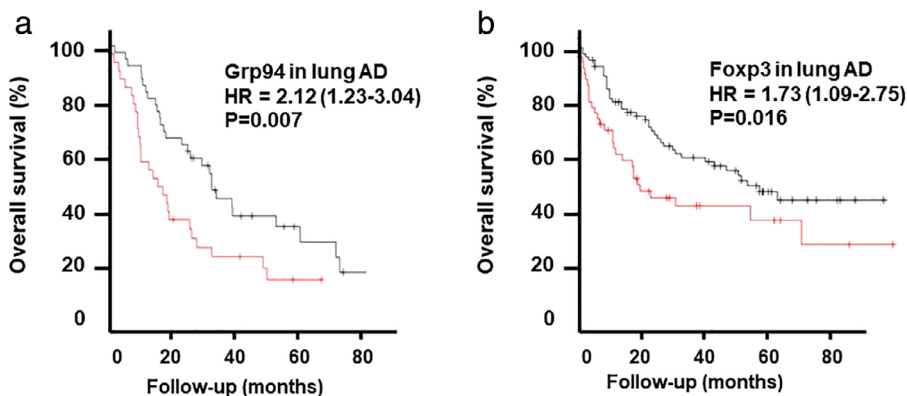 a
Grp94 in lung AD
HR = 2.12 (1.23-3.04)
P=0.007
Overall survival (%)
100
80
60
40
20
0
0 20 40 60 80
Follow-up (months)
b
Foxp3 in lung AD
HR = 1.73 (1.09-2.75)
P=0.016
Overall survival (%)
100
80
60
40
20
0
0 20 40 60 80
Follow-up (months)